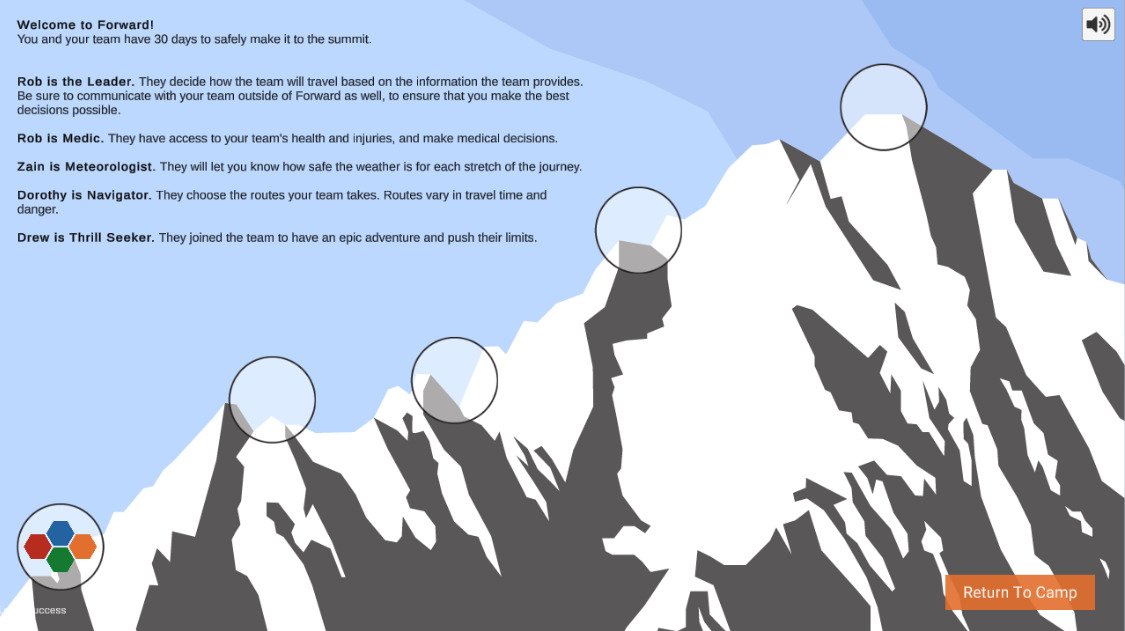 Welcome to Forward!
You and your team have 30 days to safely make it to the summit.
Rob is the Leader. They decide how the team will travel based on the information the team provides.
Be sure to communicate with your team outside of Forward as well, to ensure that you make the best
decisions possible.
Rob is Medic. They have access to your team's health and injuries, and make medical decisions.
Zain is Meteorologist. They will let you know how safe the weather is for each stretch of the journey.
Dorothy is Navigator. They choose the routes your team takes. Routes vary in travel time and
danger.
Drew is Thrill Seeker. They joined the team to have an epic adventure and push their limits.
Return To Camp